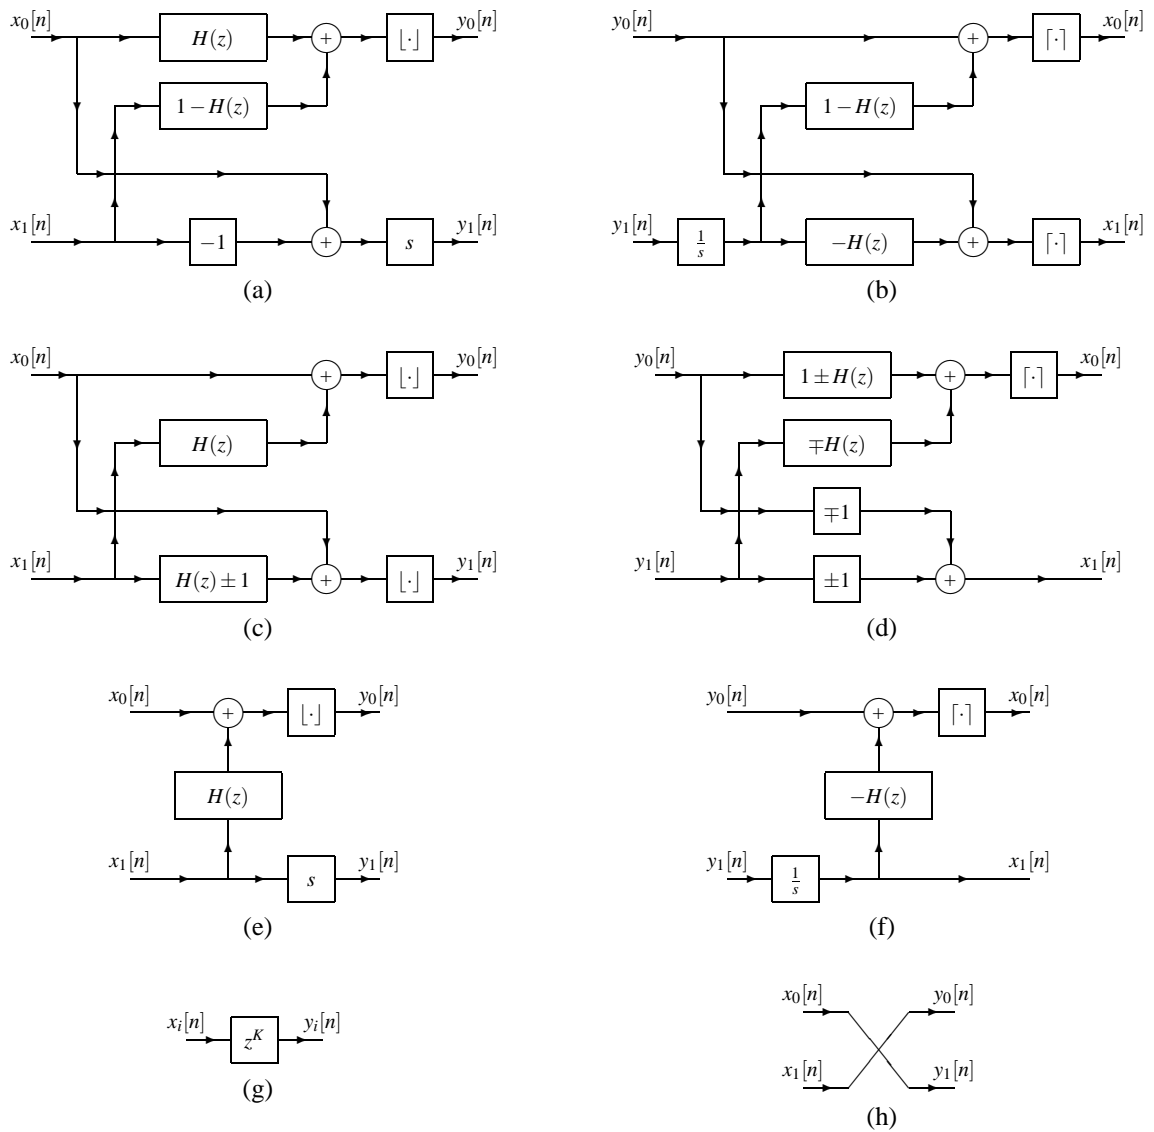 x₀[n] H(z) + ⌊·⌋ y₀[n]
1 − H(z)
x₁[n] −1 + s y₁[n]
(a)
y₀[n] + ⌈·⌉ x₀[n]
1 − H(z)
y₁[n] 1/s −H(z) + ⌈·⌉ x₁[n]
(b)
x₀[n] + ⌊·⌋ y₀[n]
H(z)
x₁[n] H(z) ± 1 + ⌊·⌋ y₁[n]
(c)
y₀[n] 1 ± H(z) + ⌈·⌉ x₀[n]
∓H(z)
∓1
y₁[n] ±1 + x₁[n]
(d)
x₀[n] + ⌊·⌋ y₀[n]
H(z)
x₁[n] s y₁[n]
(e)
y₀[n] + ⌈·⌉ x₀[n]
−H(z)
y₁[n] 1/s x₁[n]
(f)
xᵢ[n] zᴷ yᵢ[n]
(g)
x₀[n] y₀[n]
x₁[n] y₁[n]
(h)